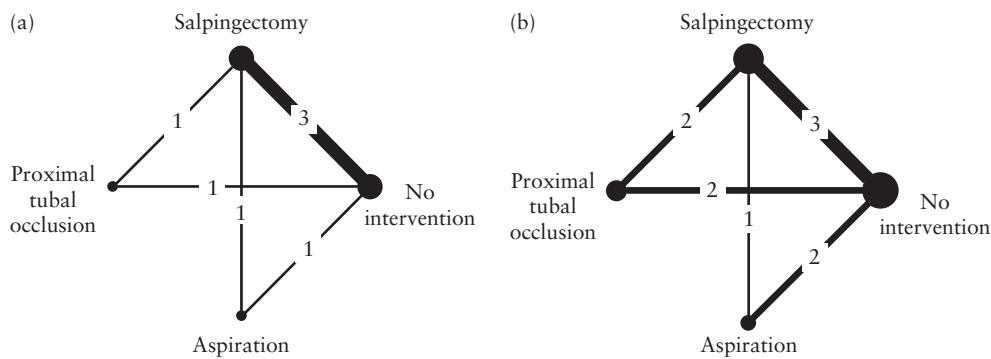 (a)
Salpingectomy
1
3
Proximal
tubal
occlusion
1
1
No
intervention
1
Aspiration
(b)
Salpingectomy
2
3
Proximal
tubal
occlusion
2
1
No
intervention
2
Aspiration